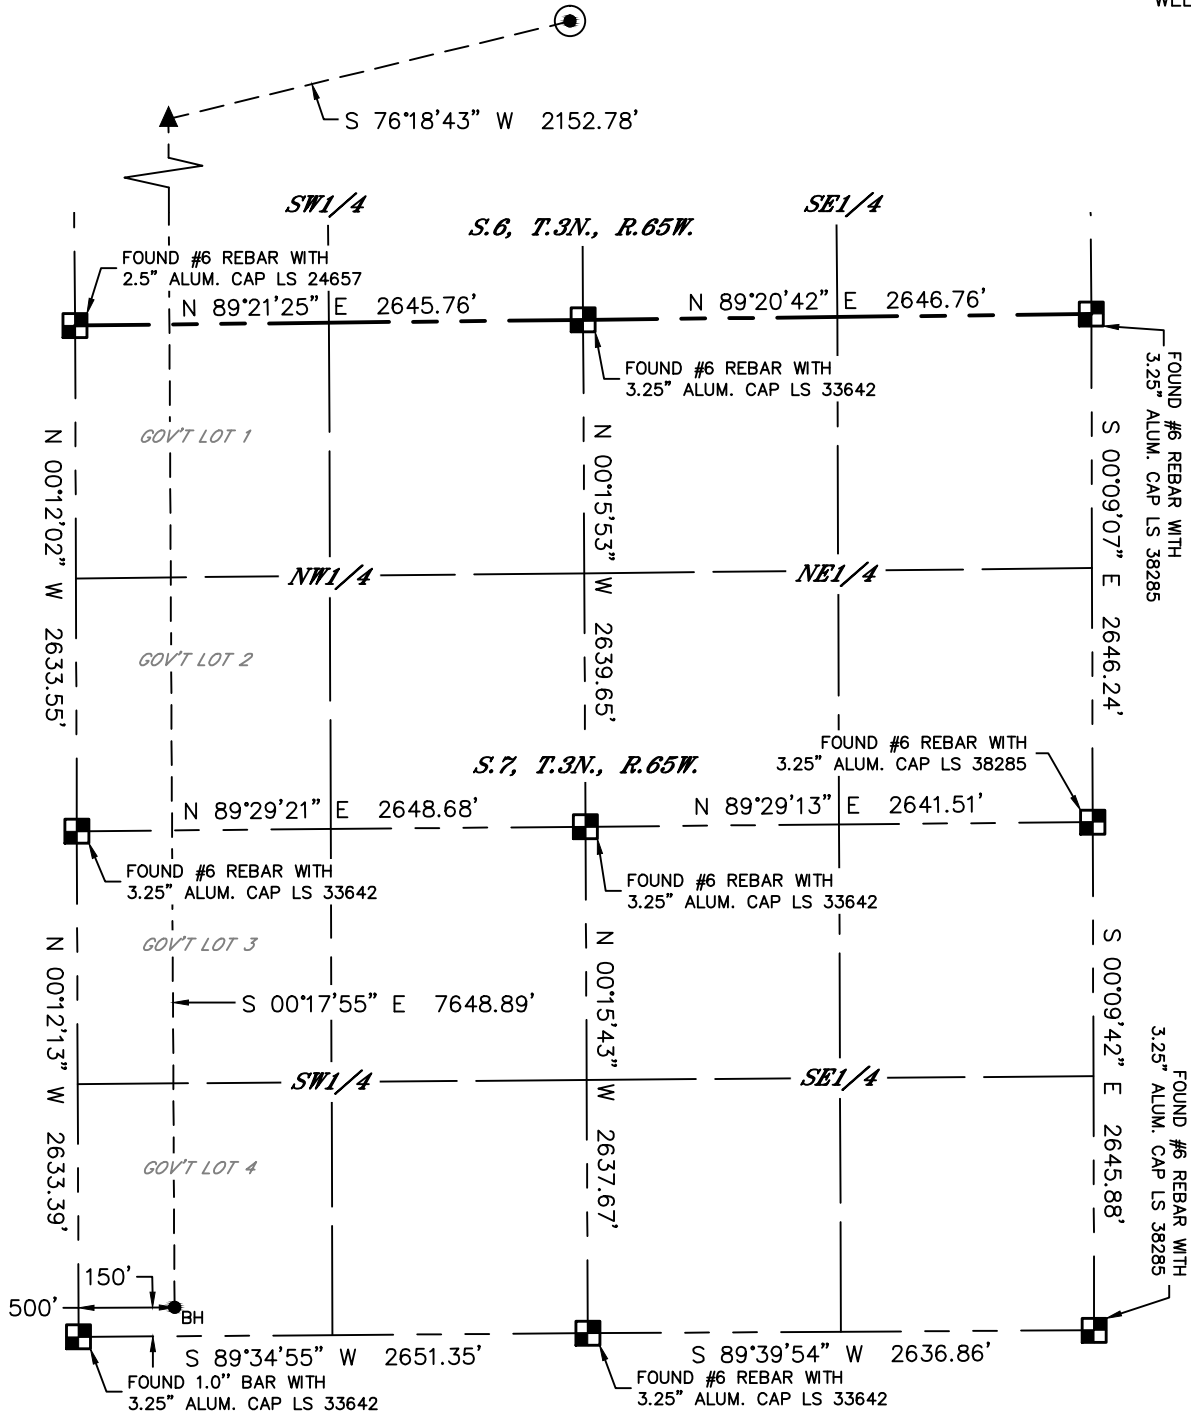 S 76°18'43" W 2152.78'
SW1/4
SE1/4
S.6, T.3N., R.65W.
FOUND #6 REBAR WITH
2.5" ALUM. CAP LS 24657
N 89°21'25" E 2645.76'
N 89°20'42" E 2646.76'
FOUND #6 REBAR WITH
3.25" ALUM. CAP LS 33642
FOUND #6 REBAR WITH
3.25" ALUM. CAP LS 38285
GOV'T LOT 1
N 00°12'02" W 2633.55'
N 00°15'53" W 2639.65'
S 00°09'07" E 2646.24'
NW1/4
NE1/4
GOV'T LOT 2
S.7, T.3N., R.65W.
FOUND #6 REBAR WITH
3.25" ALUM. CAP LS 38285
N 89°29'21" E 2648.68'
N 89°29'13" E 2641.51'
FOUND #6 REBAR WITH
3.25" ALUM. CAP LS 33642
FOUND #6 REBAR WITH
3.25" ALUM. CAP LS 33642
GOV'T LOT 3
N 00°12'13" W 2633.39'
S 00°17'55" E 7648.89'
N 00°15'43" W 2637.67'
S 00°09'42" E 2645.88'
FOUND #6 REBAR WITH
3.25" ALUM. CAP LS 38285
SW1/4
SE1/4
GOV'T LOT 4
150'
500'
BH
S 89°34'55" W 2651.35'
S 89°39'54" W 2636.86'
FOUND 1.0" BAR WITH
3.25" ALUM. CAP LS 33642
FOUND #6 REBAR WITH
3.25" ALUM. CAP LS 33642